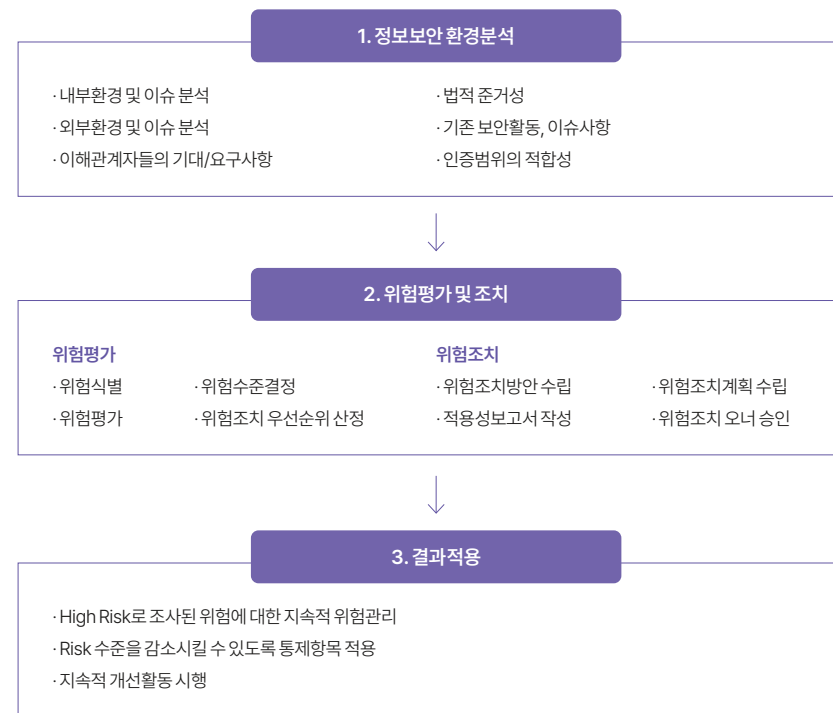 1. 정보보안 환경분석
· 내부환경 및 이슈 분석
· 외부환경 및 이슈 분석
· 이해관계자들의 기대/요구사항
· 법적 준거성
· 기존 보안활동, 이슈사항
· 인증범위의 적합성
2. 위험평가 및 조치
위험평가
· 위험식별
· 위험평가
· 위험수준결정
· 위험조치 우선순위 산정
위험조치
· 위험조치방안 수립
· 적용성보고서 작성
· 위험조치계획 수립
· 위험조치 오너 승인
3. 결과적용
· High Risk로 조사된 위험에 대한 지속적 위험관리
· Risk 수준을 감소시킬 수 있도록 통제항목 적용
· 지속적 개선활동 시행